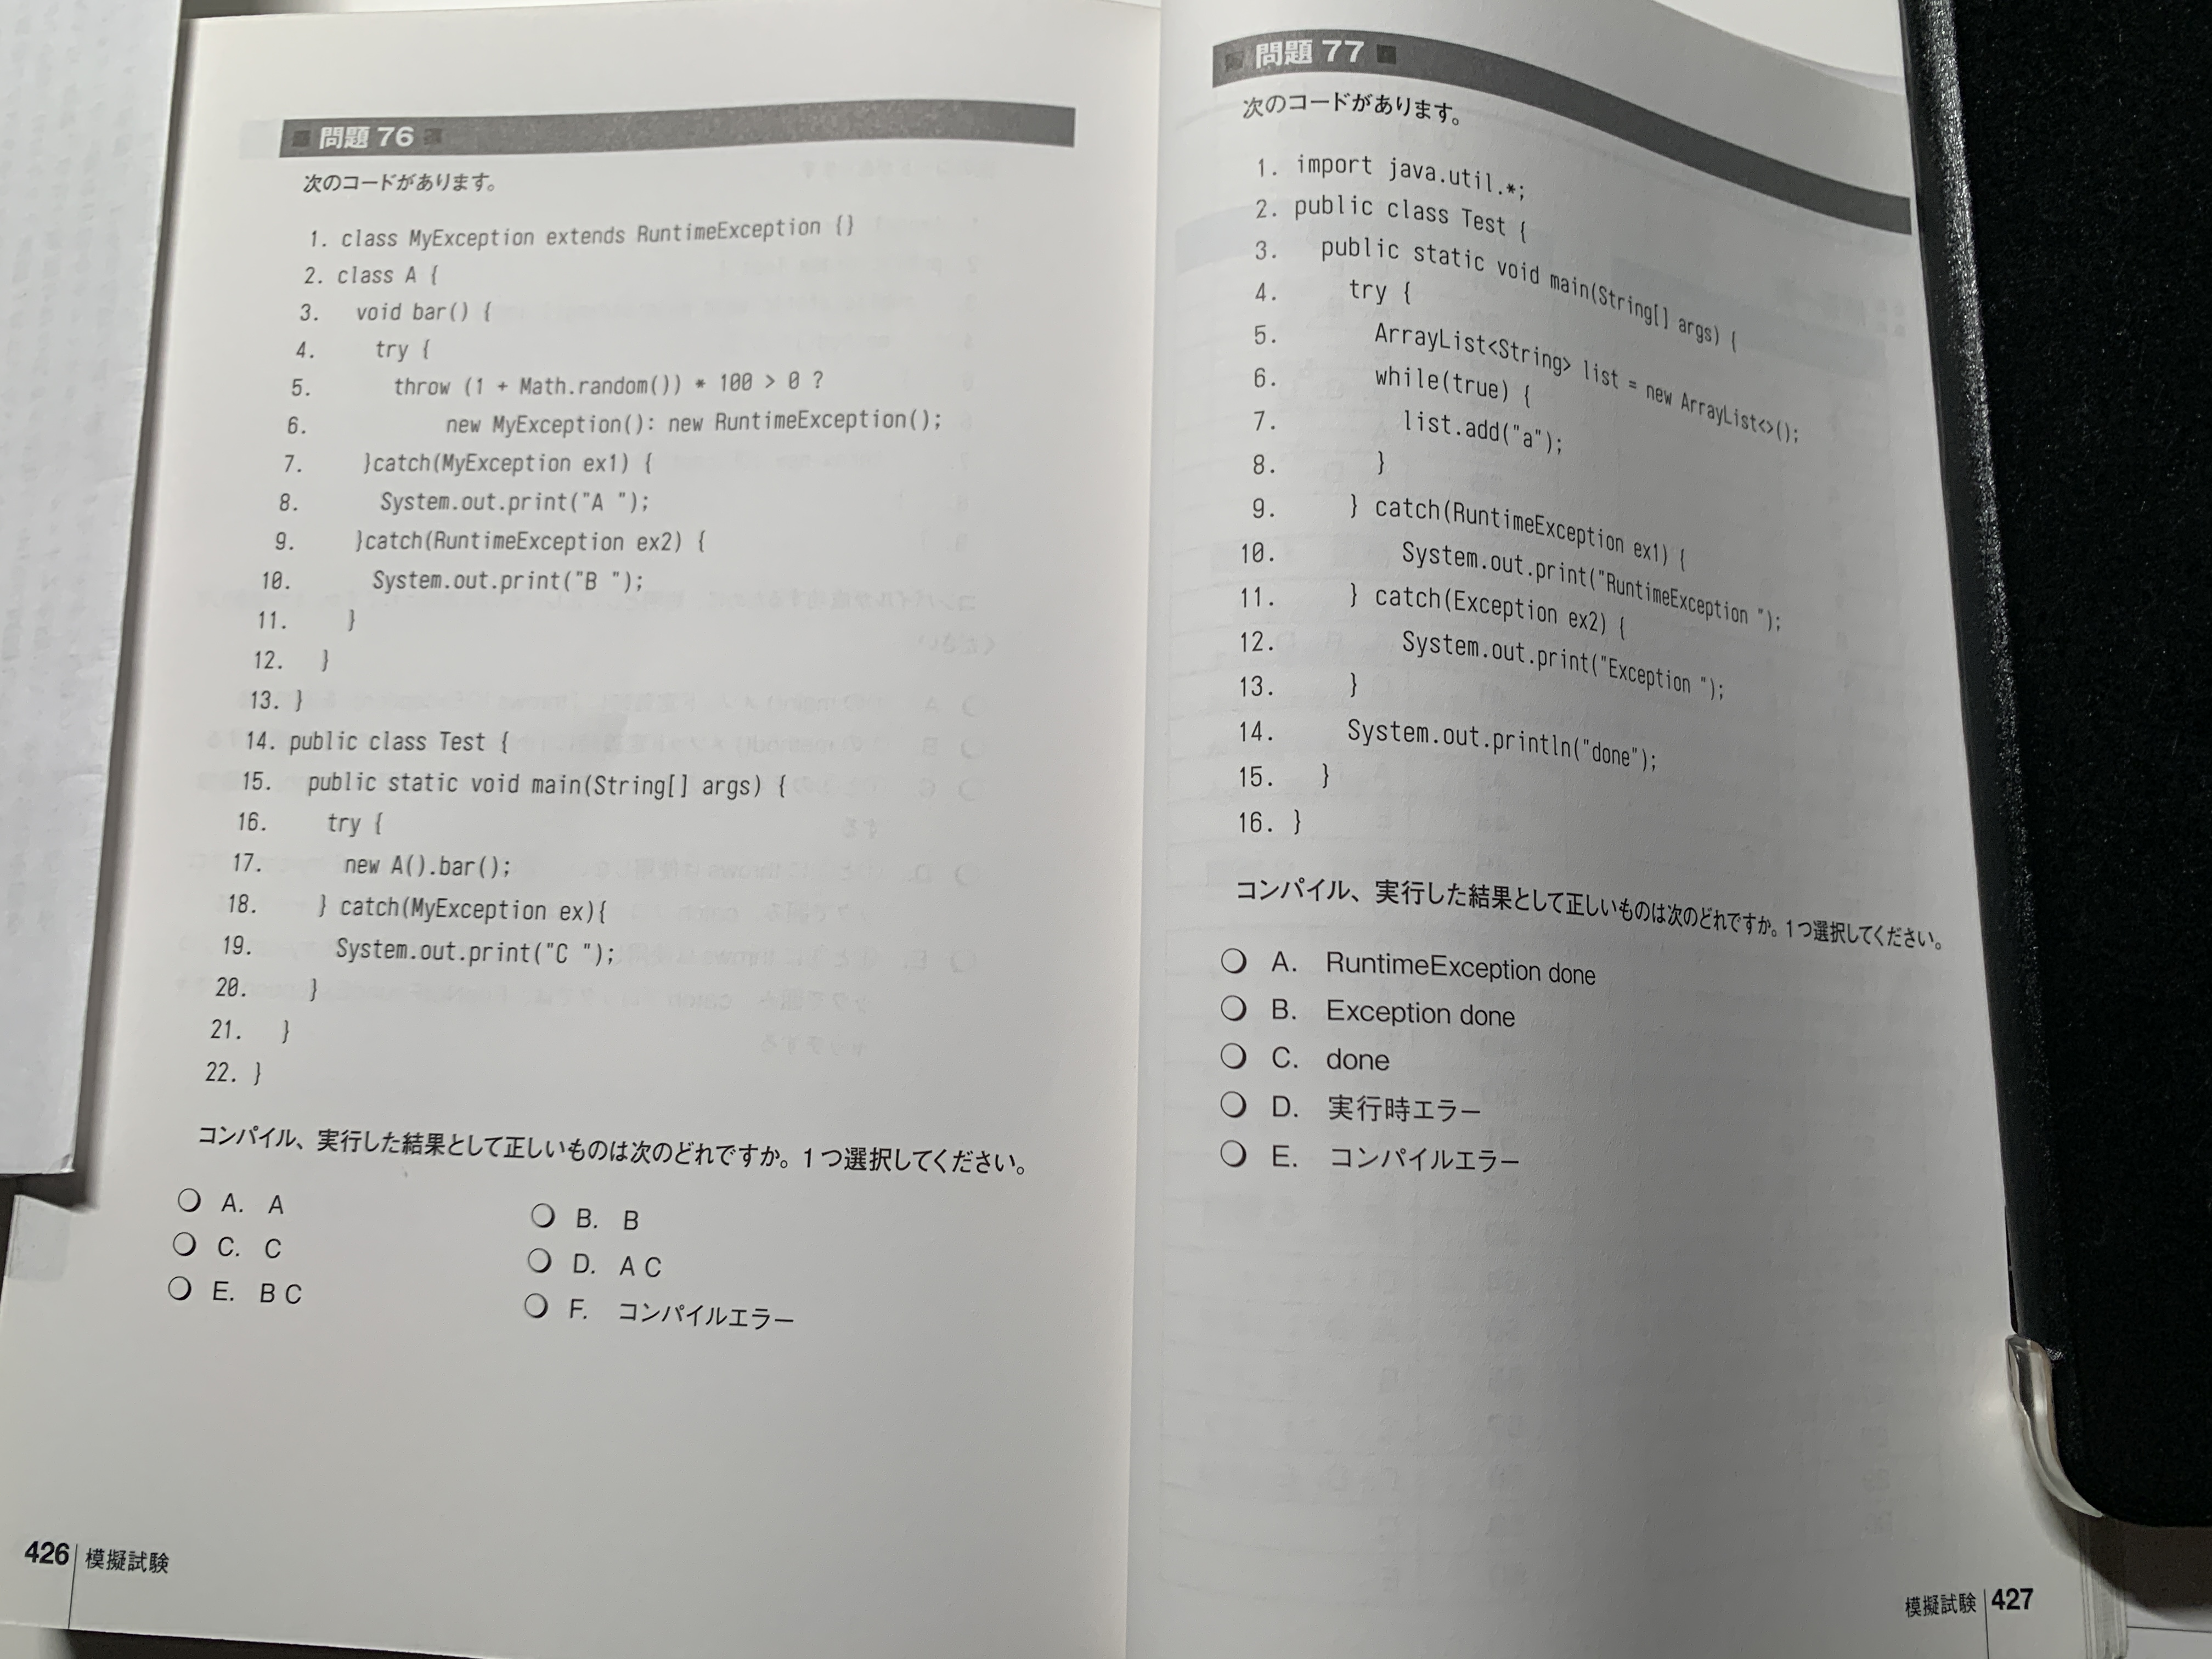 問題 76
次のコードがあります。
1. class MyException extends RuntimeException {}
2. class A {
3. void bar() {
4. try {
5. throw (1 + Math.random()) * 100 > 0 ?
6. new MyException(): new RuntimeException();
7. }catch(MyException ex1) {
8. System.out.print("A ");
9. }catch(RuntimeException ex2) {
10. System.out.print("B ");
11. }
12. }
13. }
14. public class Test {
15. public static void main(String[] args) {
16. try {
17. new A().bar();
18. } catch(MyException ex){
19. System.out.print("C ");
20. }
21. }
22. }
コンパイル、実行した結果として正しいものは次のどれですか。1つ選択してください。
A. A
B. B
C. C
D. A C
E. B C
F. コンパイルエラー
426 模擬試験
問題 77
次のコードがあります。
1. import java.util.*;
2. public class Test {
3. public static void main(String[] args) {
4. try {
5. ArrayList<String> list = new ArrayList<>();
6. while(true) {
7. list.add("a");
8. }
9. } catch(RuntimeException ex1) {
10. System.out.print("RuntimeException ");
11. } catch(Exception ex2) {
12. System.out.print("Exception ");
13. }
14. System.out.println("done");
15. }
16. }
コンパイル、実行した結果として正しいものは次のどれですか。1つ選択してください。
A. RuntimeException done
B. Exception done
C. done
D. 実行時エラー
E. コンパイルエラー
模擬試験 427